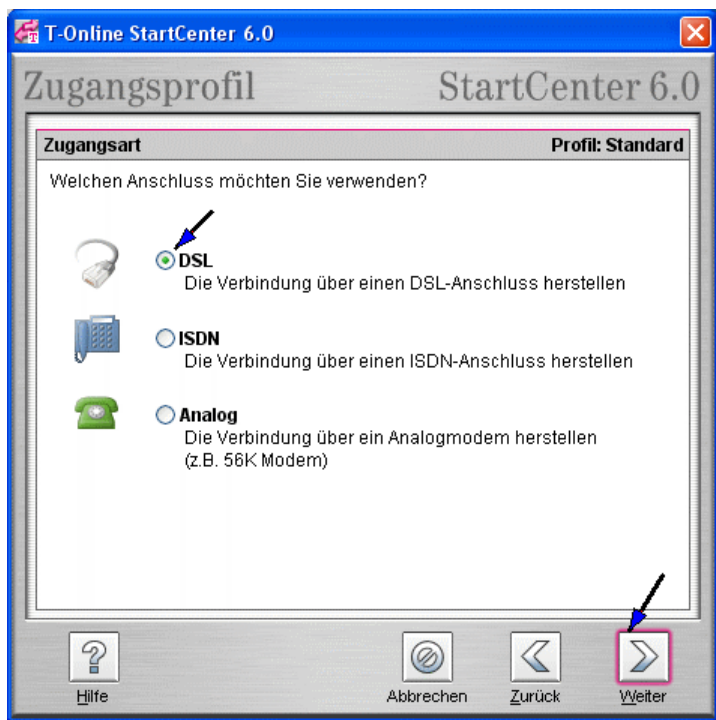 T-Online StartCenter 6.0
Zugangsprofil StartCenter 6.0
Zugangsart Profil: Standard
Welchen Anschluss möchten Sie verwenden?
DSL
Die Verbindung über einen DSL-Anschluss herstellen
ISDN
Die Verbindung über einen ISDN-Anschluss herstellen
Analog
Die Verbindung über ein Analogmodem herstellen
(z.B. 56K Modem)
Hilfe Abbrechen Zurück Weiter